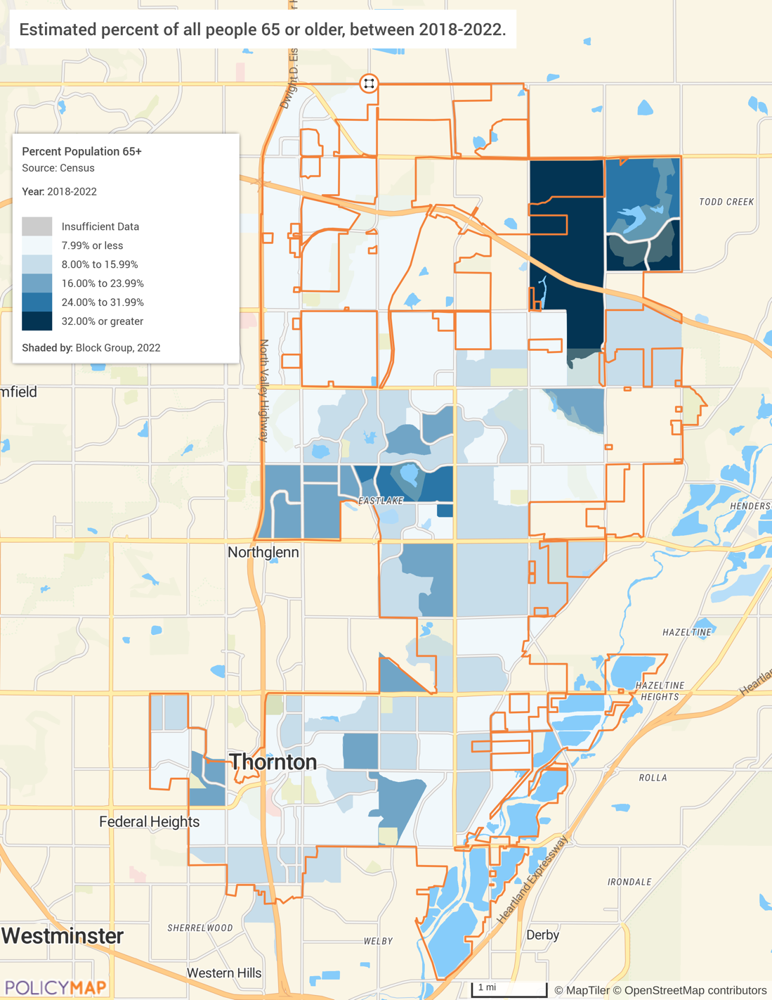 Estimated percent of all people 65 or older, between 2018-2022.
Dwight D. Eis
Percent Population 65+
Source: Census
Year: 2018-2022
Insufficient Data
7.99% or less
8.00% to 15.99%
16.00% to 23.99%
24.00% to 31.99%
32.00% or greater
Shaded by: Block Group, 2022
TODD CREEK
North Valley Highway
mfield
EASTLAKE
HENDERS
Northglenn
HAZELTINE
HAZELTINE
HEIGHTS
Heartlan
Thornton
ROLLA
Federal Heights
Heartland Expressway
IRONDALE
SHERRELWOOD
Westminster
WELBY
Derby
Western Hills
POLICYMAP
1 mi
© MapTiler © OpenStreetMap contributors